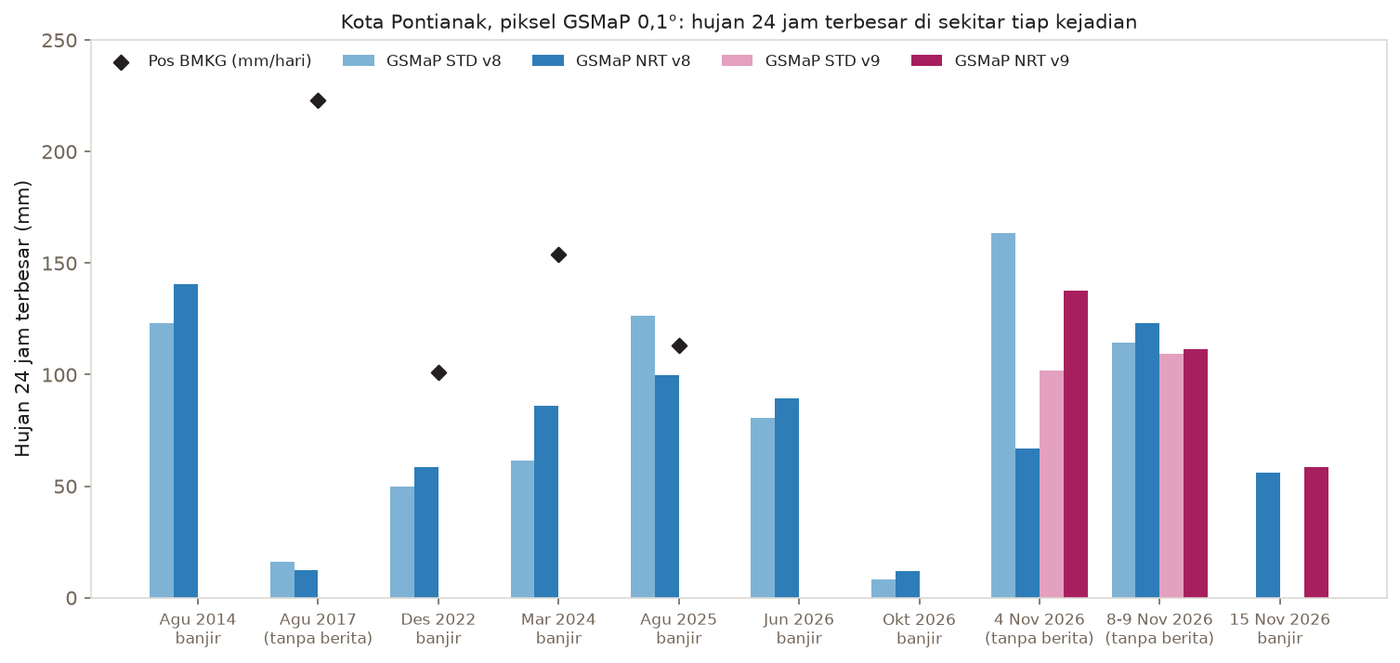 Kota Pontianak, piksel GSMaP 0,1°: hujan 24 jam terbesar di sekitar tiap kejadian
Pos BMKG (mm/hari)
GSMaP STD v8
GSMaP NRT v8
GSMaP STD v9
GSMaP NRT v9
Hujan 24 jam terbesar (mm)
250
200
150
100
50
0
Agu 2014
banjir
Agu 2017
(tanpa berita)
Des 2022
banjir
Mar 2024
banjir
Agu 2025
banjir
Jun 2026
banjir
Okt 2026
banjir
4 Nov 2026
(tanpa berita)
8-9 Nov 2026
(tanpa berita)
15 Nov 2026
banjir